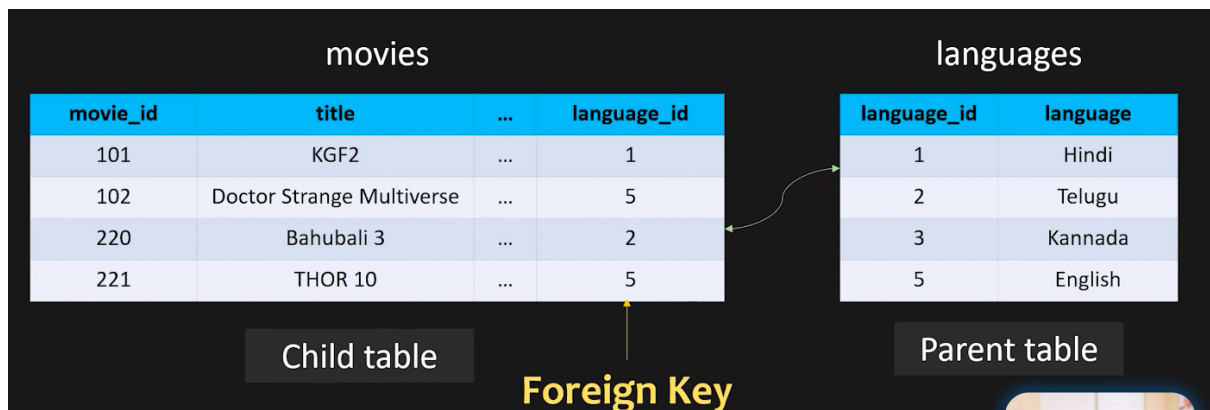 movies
movie_id title ... language_id
101 KGF2 ... 1
102 Doctor Strange Multiverse ... 5
220 Bahubali 3 ... 2
221 THOR 10 ... 5
Child table
Foreign Key
languages
language_id language
1 Hindi
2 Telugu
3 Kannada
5 English
Parent table